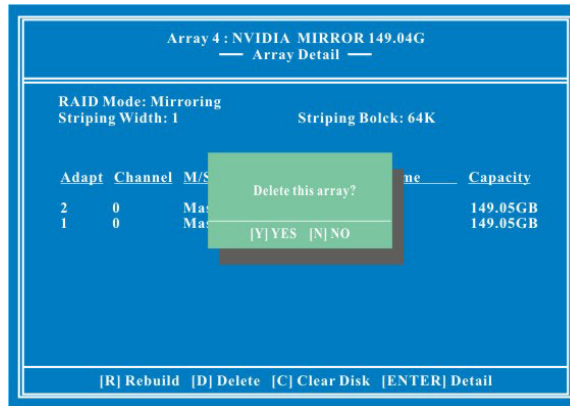 Array 4 : NVIDIA MIRROR 149.04G
Array Detail
RAID Mode: Mirroring
Striping Width: 1 Striping Bolck: 64K
Adapt Channel M/S Capacity
2 0 149.05GB
1 0 149.05GB
Delete this array?
[Y] YES [N] NO
[R] Rebuild [D] Delete [C] Clear Disk [ENTER] Detail